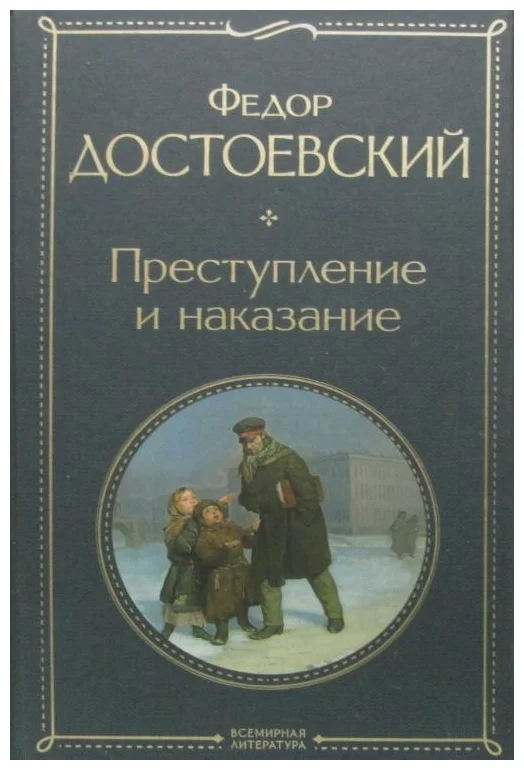 ФЕДОР
ДОСТОЕВСКИЙ
Преступление
и наказание
ВСЕМИРНАЯ
ЛИТЕРАТУРА